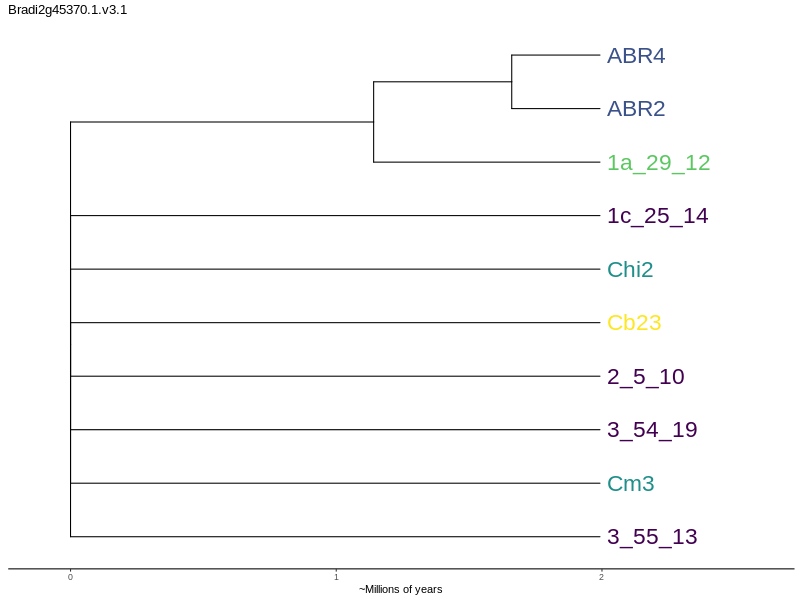 Bradi2g45370.1.v3.1
ABR4
ABR2
1a_29_12
1c_25_14
Chi2
Cb23
2_5_10
3_54_19
Cm3
3_55_13
0 1 2
~Millions of years